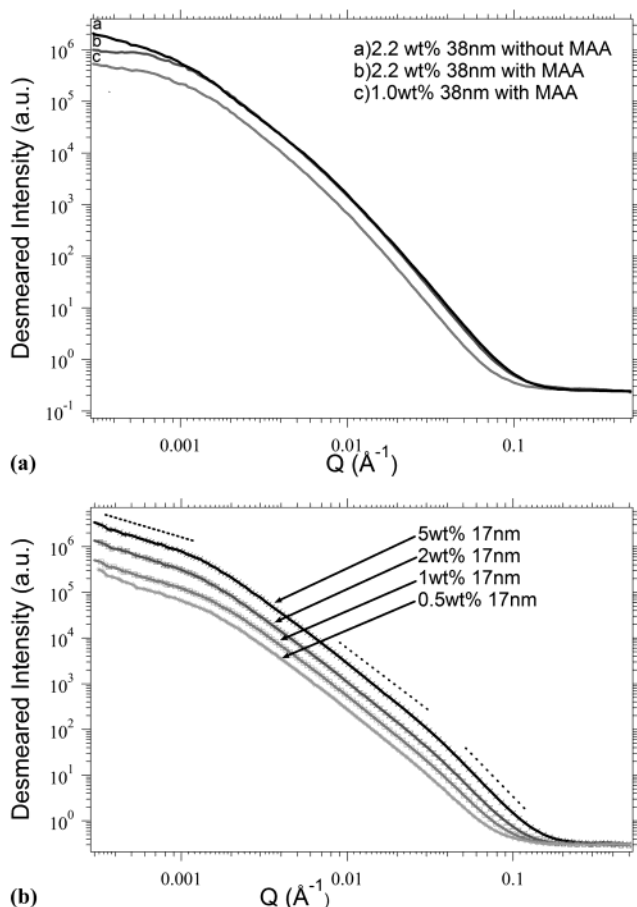 10^6
10^5
10^4
10^3
10^2
10^1
10^0
10^-1
Desmeared Intensity (a.u.)
a
b
c
a)2.2 wt% 38nm without MAA
b)2.2 wt% 38nm with MAA
c)1.0wt% 38nm with MAA
0.001
0.01
0.1
Q (Å^-1)
(a)
10^6
10^5
10^4
10^3
10^2
10^1
10^0
Desmeared Intensity (a.u.)
5wt% 17nm
2wt% 17nm
1wt% 17nm
0.5wt% 17nm
0.001
0.01
0.1
Q (Å^-1)
(b)